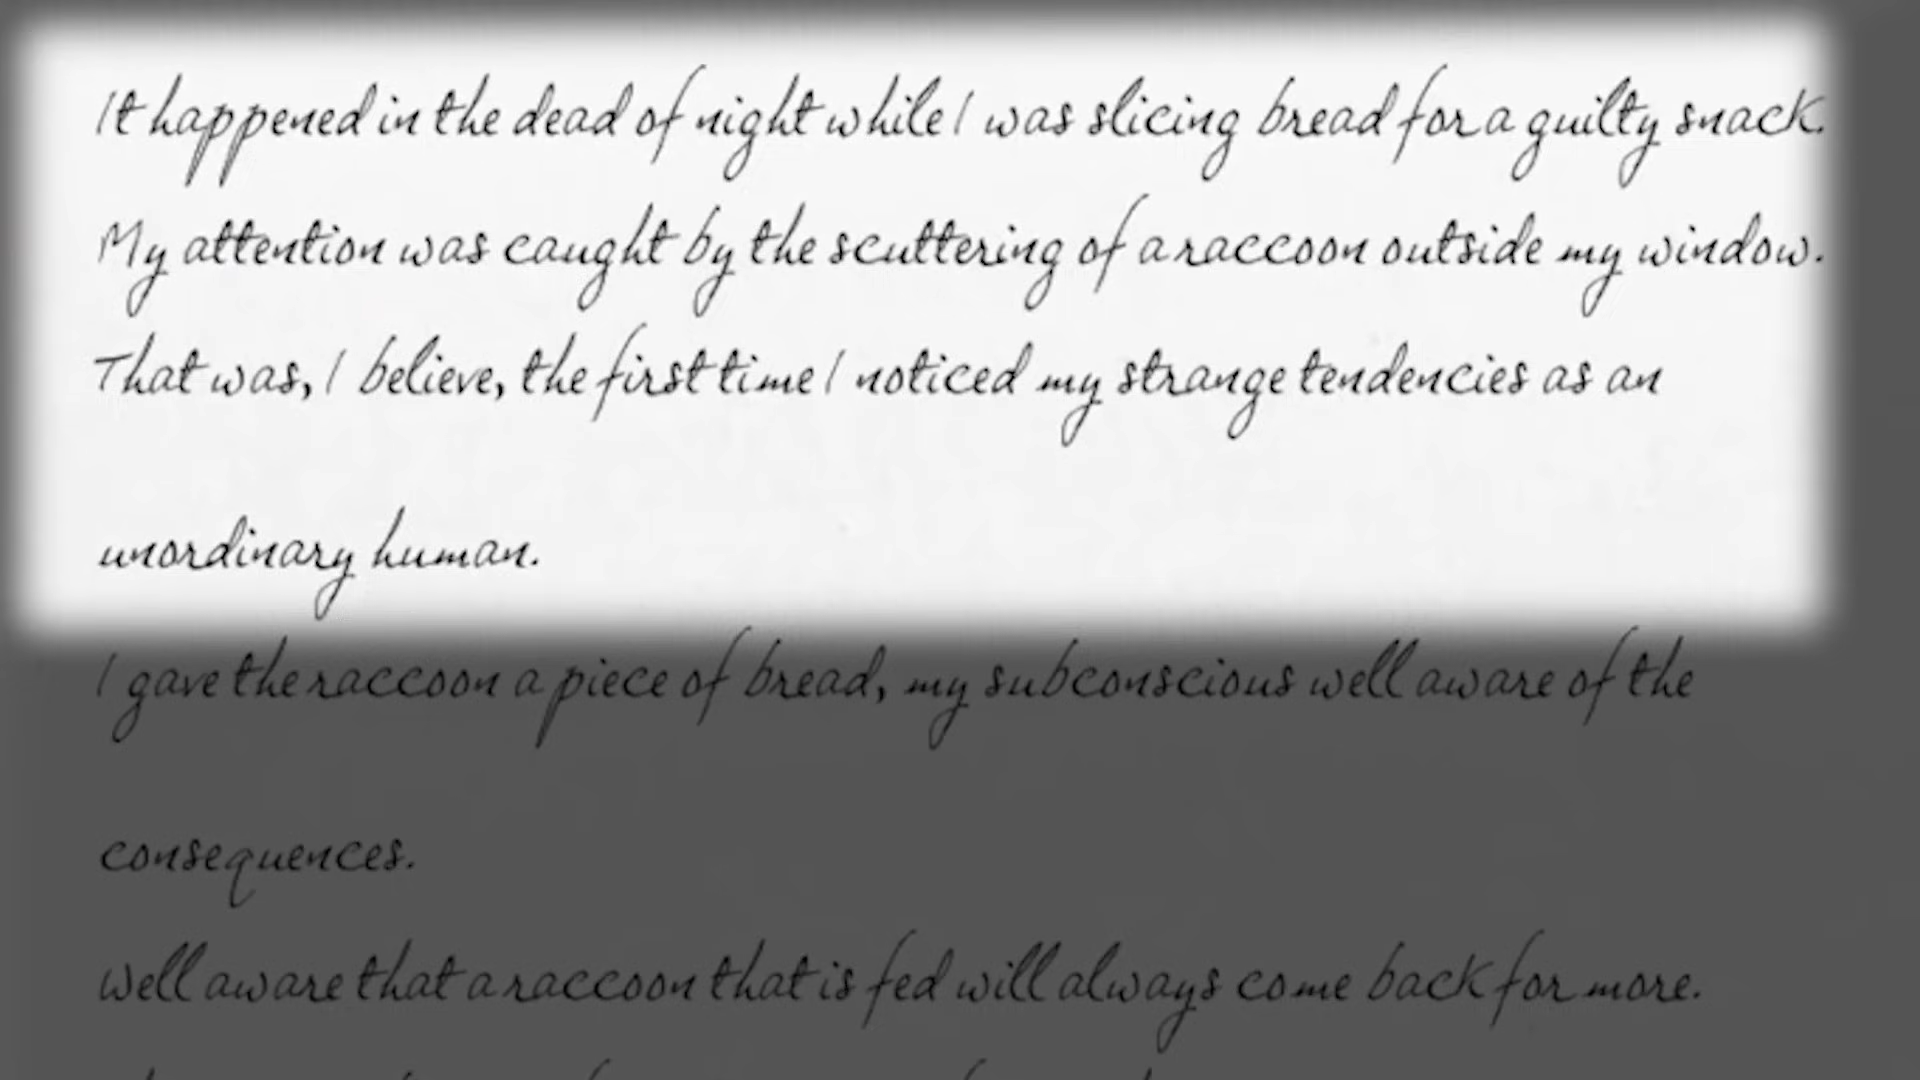 It happened in the dead of night while I was slicing bread for a guilty snack.
My attention was caught by the scuttering of a raccoon outside my window.
That was, I believe, the first time I noticed my strange tendencies as an
unordinary human.
I gave the raccoon a piece of bread, my subconscious well aware of the
consequences.
Well aware that a raccoon that is fed will always come back for more.